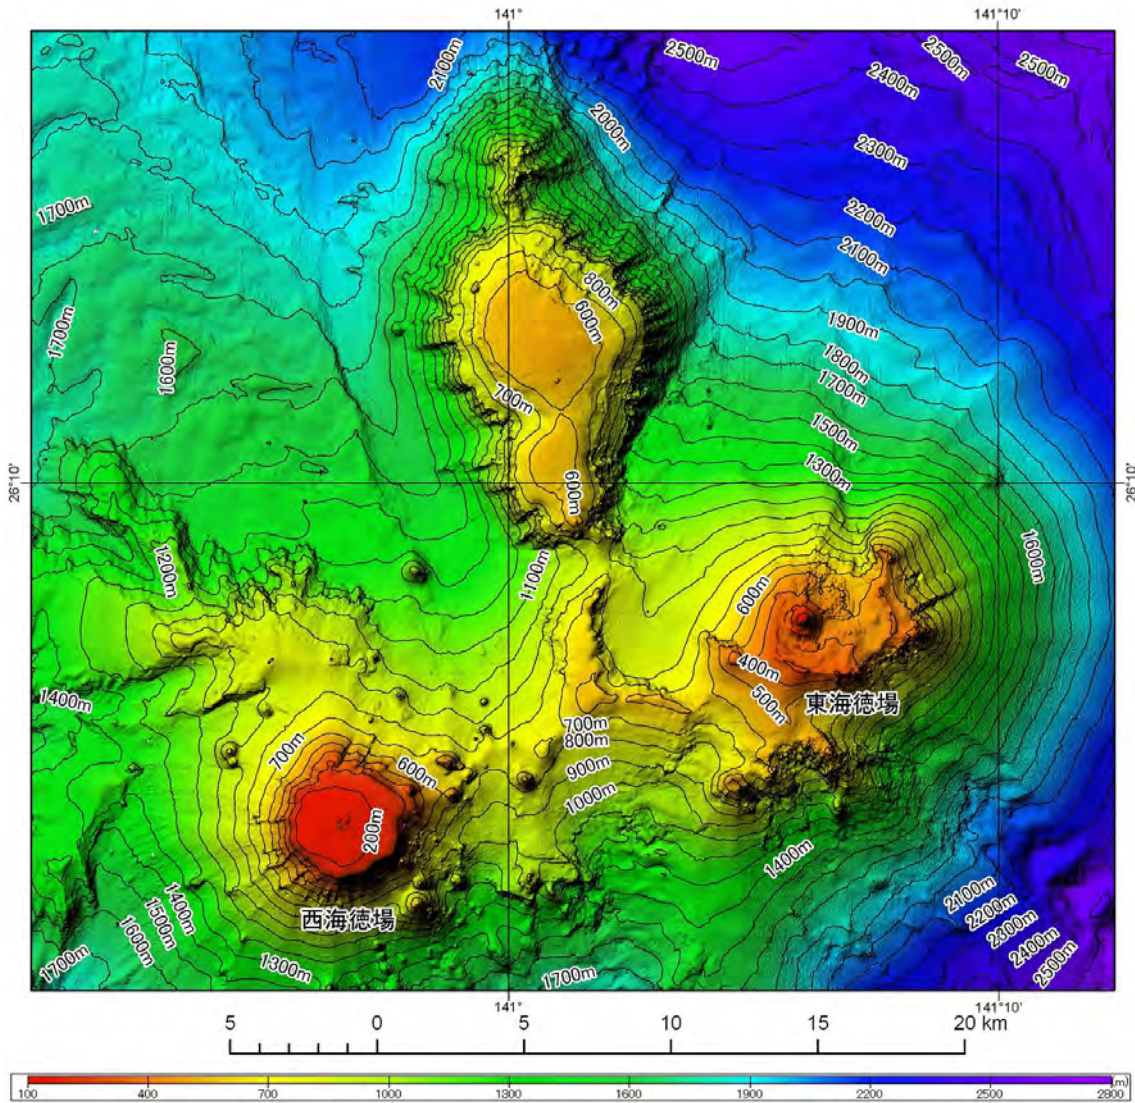 141°
141°10′
2500m
2500m
2500m
2100m
2400m
2000m
2300m
1700m
2200m
2100m
800m
600m
1700m
1900m
1600m
1800m
1700m
700m
1500m
1300m
26°10′
26°10′
600m
1600m
1200m
1100m
600m
400m
1400m
500m
東海徳場
700m
700m
800m
600m
900m
1000m
200m
1400m
1400m
2100m
西海徳場
2200m
1500m
2300m
1600m
2400m
1700m
1300m
1700m
2500m
141°
141°10′
5 0 5 10 15 20 km
100 400 700 1000 1300 1600 1900 2200 2500 2800 (m)